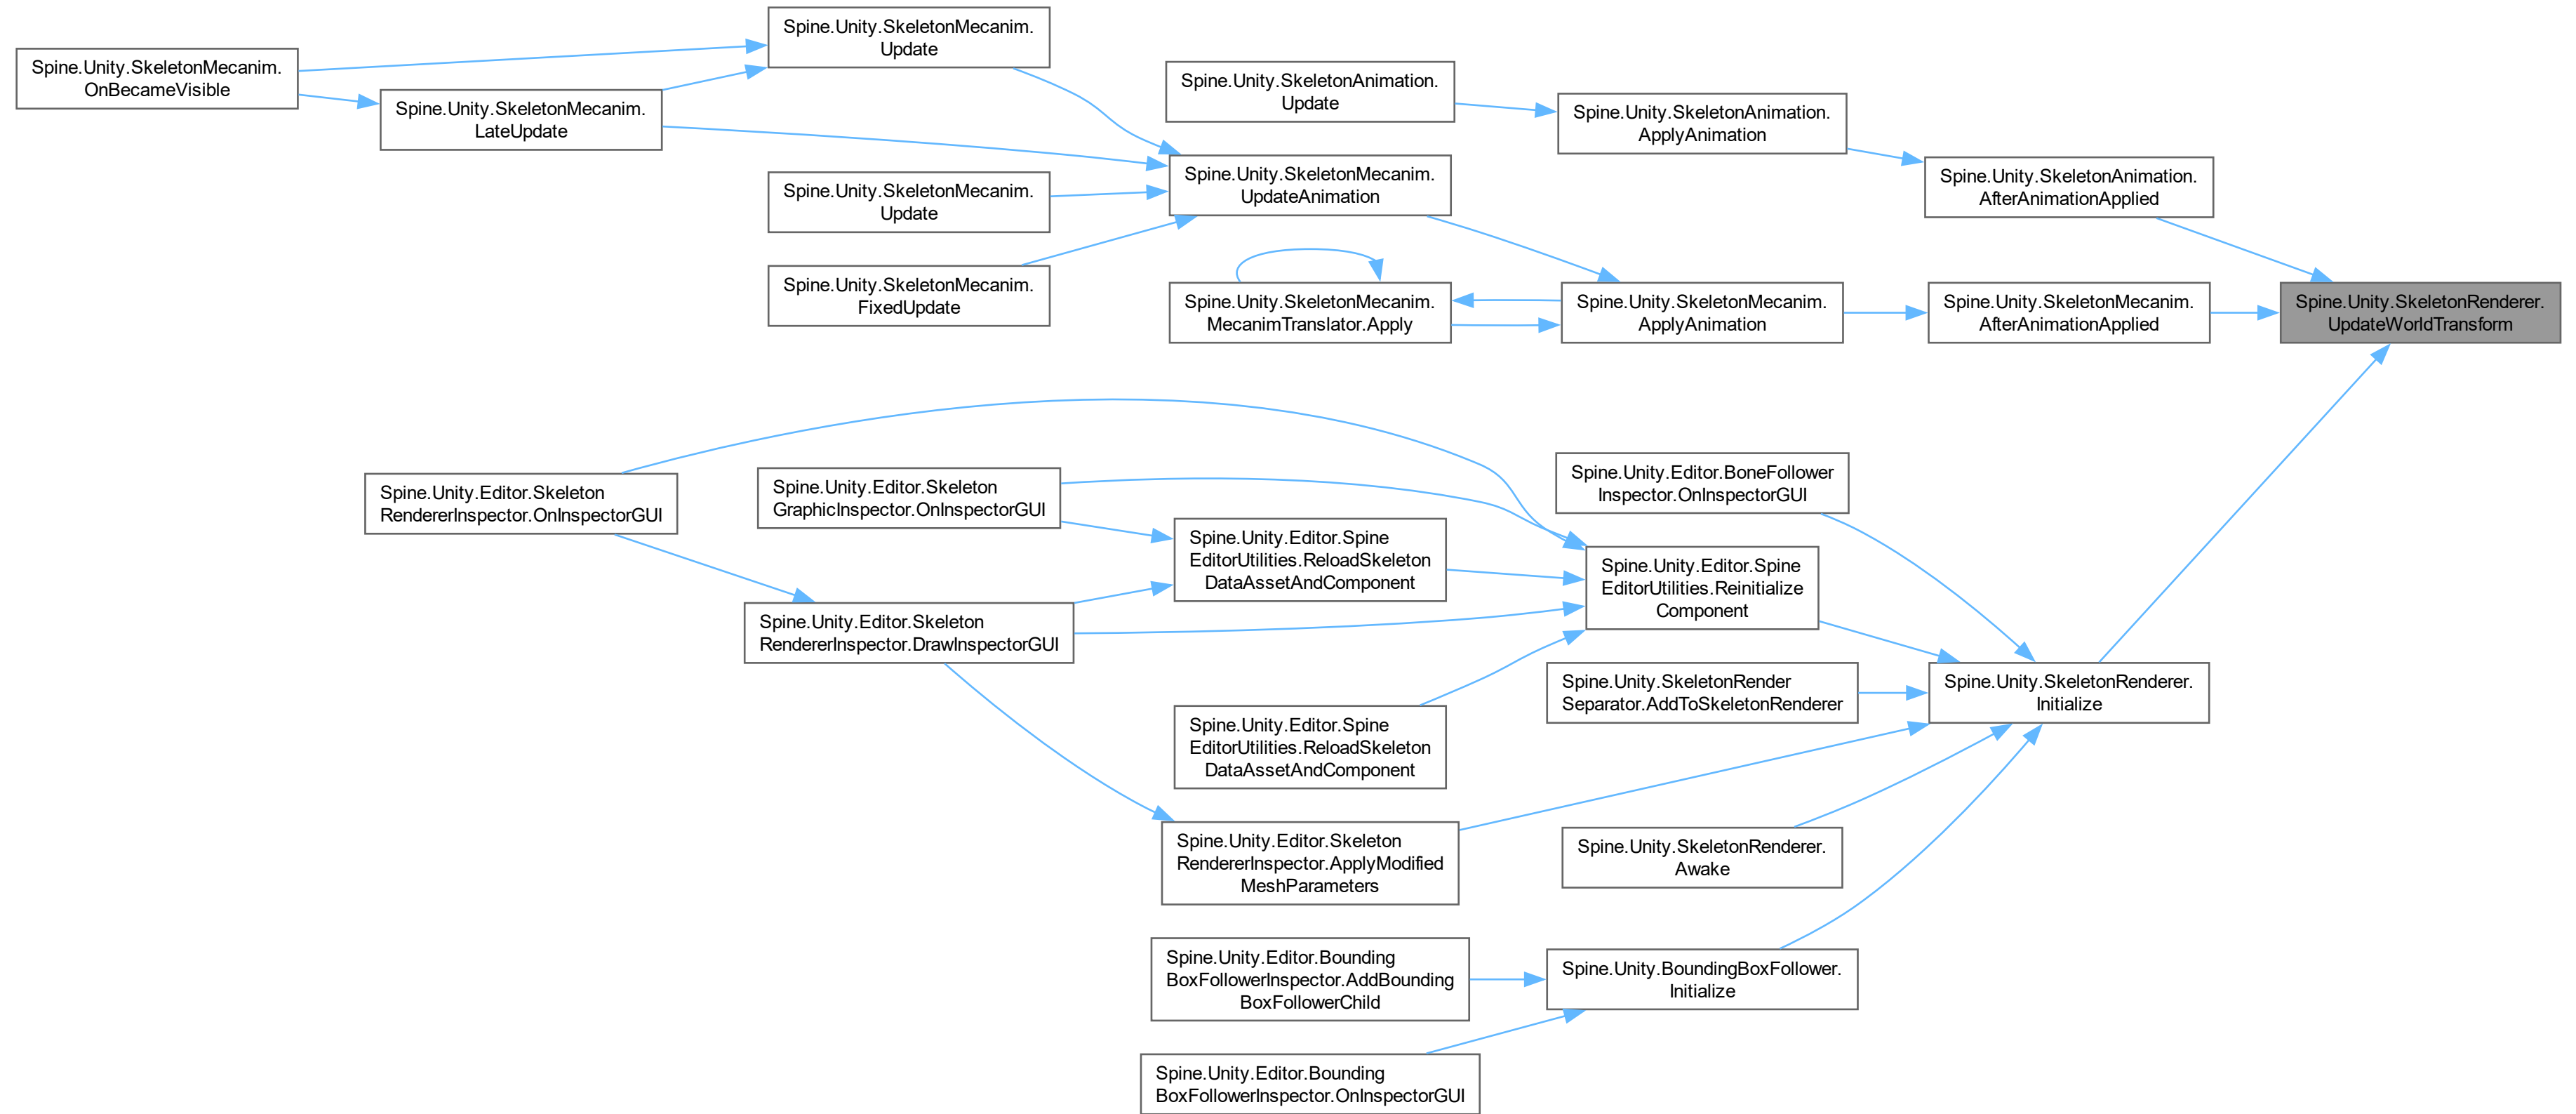 Spine.Unity.SkeletonMecanim.
Update
Spine.Unity.SkeletonMecanim.
OnBecameVisible
Spine.Unity.SkeletonMecanim.
LateUpdate
Spine.Unity.SkeletonAnimation.
Update
Spine.Unity.SkeletonAnimation.
ApplyAnimation
Spine.Unity.SkeletonMecanim.
UpdateAnimation
Spine.Unity.SkeletonAnimation.
AfterAnimationApplied
Spine.Unity.SkeletonMecanim.
Update
Spine.Unity.SkeletonMecanim.
FixedUpdate
Spine.Unity.SkeletonMecanim.
MecanimTranslator.Apply
Spine.Unity.SkeletonMecanim.
ApplyAnimation
Spine.Unity.SkeletonMecanim.
AfterAnimationApplied
Spine.Unity.SkeletonRenderer.
UpdateWorldTransform
Spine.Unity.Editor.Skeleton
RendererInspector.OnInspectorGUI
Spine.Unity.Editor.Skeleton
GraphicInspector.OnInspectorGUI
Spine.Unity.Editor.BoneFollower
Inspector.OnInspectorGUI
Spine.Unity.Editor.Spine
EditorUtilities.ReloadSkeleton
DataAssetAndComponent
Spine.Unity.Editor.Spine
EditorUtilities.Reinitialize
Component
Spine.Unity.Editor.Skeleton
RendererInspector.DrawInspectorGUI
Spine.Unity.SkeletonRender
Separator.AddToSkeletonRenderer
Spine.Unity.SkeletonRenderer.
Initialize
Spine.Unity.Editor.Spine
EditorUtilities.ReloadSkeleton
DataAssetAndComponent
Spine.Unity.Editor.Skeleton
RendererInspector.ApplyModified
MeshParameters
Spine.Unity.SkeletonRenderer.
Awake
Spine.Unity.Editor.Bounding
BoxFollowerInspector.AddBounding
BoxFollowerChild
Spine.Unity.BoundingBoxFollower.
Initialize
Spine.Unity.Editor.Bounding
BoxFollowerInspector.OnInspectorGUI